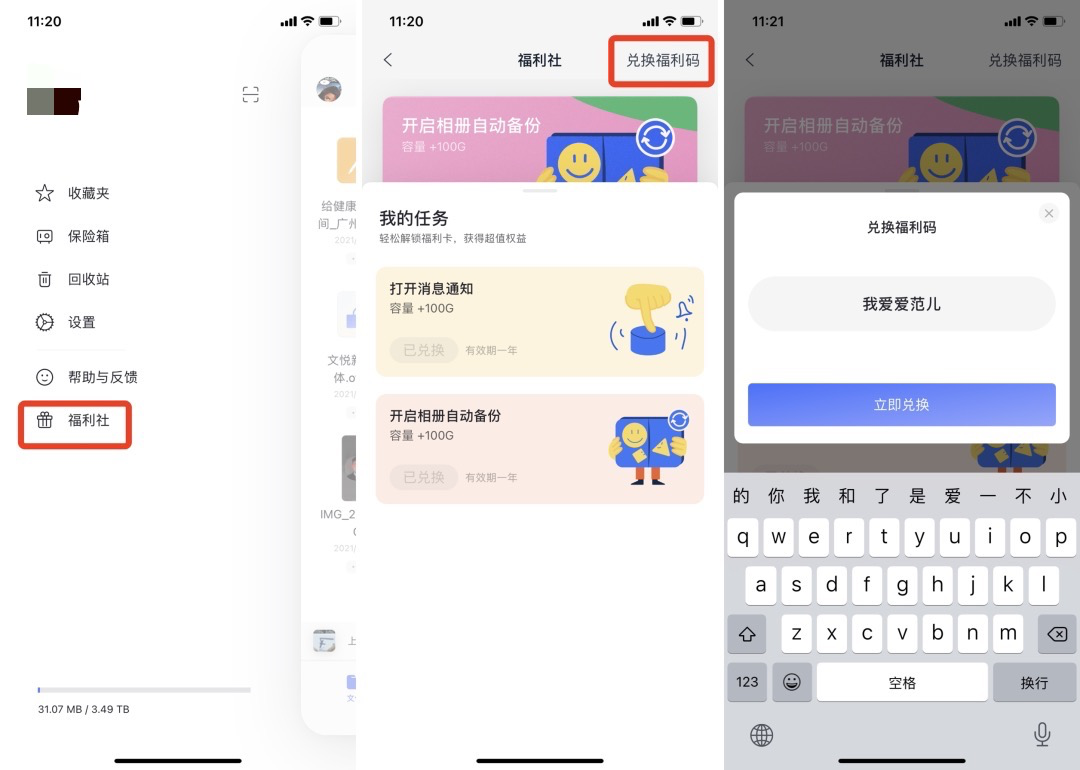 11:20
收藏夹
保险箱
回收站
设置
帮助与反馈
福利社
31.07 MB / 3.49 TB
给健康
间_广州
2021/
文悦新
体.o
2021/
IMG_2
2021/
上
11:20
福利社
兑换福利码
开启相册自动备份
容量 +100G
我的任务
轻松解锁福利卡，获得超值权益
打开消息通知
容量 +100G
已兑换
有效期一年
开启相册自动备份
容量 +100G
已兑换
有效期一年
11:21
福利社
兑换福利码
开启相册自动备份
容量 +100G
兑换福利码
我爱爱范儿
立即兑换
的 你 我 和 了 是 爱 一 不 小
q w e r t y u i o p
a s d f g h j k l
z x c v b n m
123
空格
换行